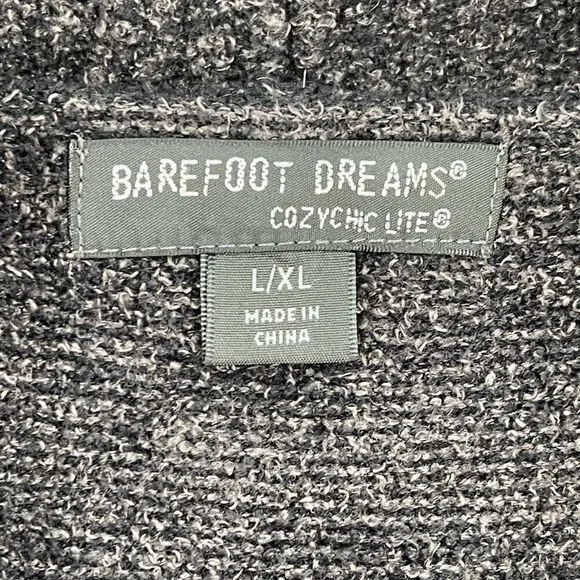 BAREFOOT DREAMS®
COZYCHIC LITE®
L/XL
MADE IN
CHINA